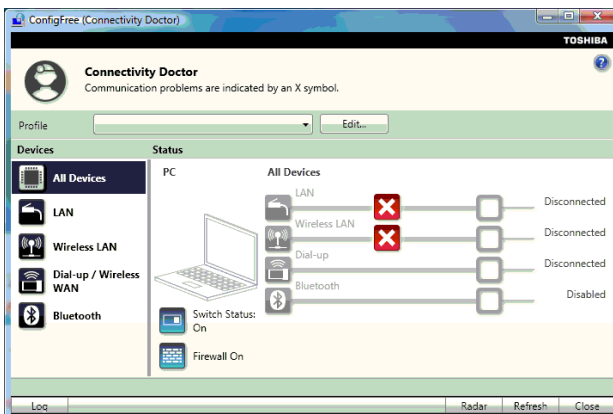 ConfigFree (Connectivity Doctor)
TOSHIBA
Connectivity Doctor
Communication problems are indicated by an X symbol.
Profile
Edit...
Devices
Status
All Devices
LAN
Wireless LAN
Dial-up / Wireless
WAN
Bluetooth
PC
Switch Status:
On
Firewall On
All Devices
LAN
Disconnected
Wireless LAN
Disconnected
Dial-up
Disconnected
Bluetooth
Disabled
Log
Radar
Refresh
Close